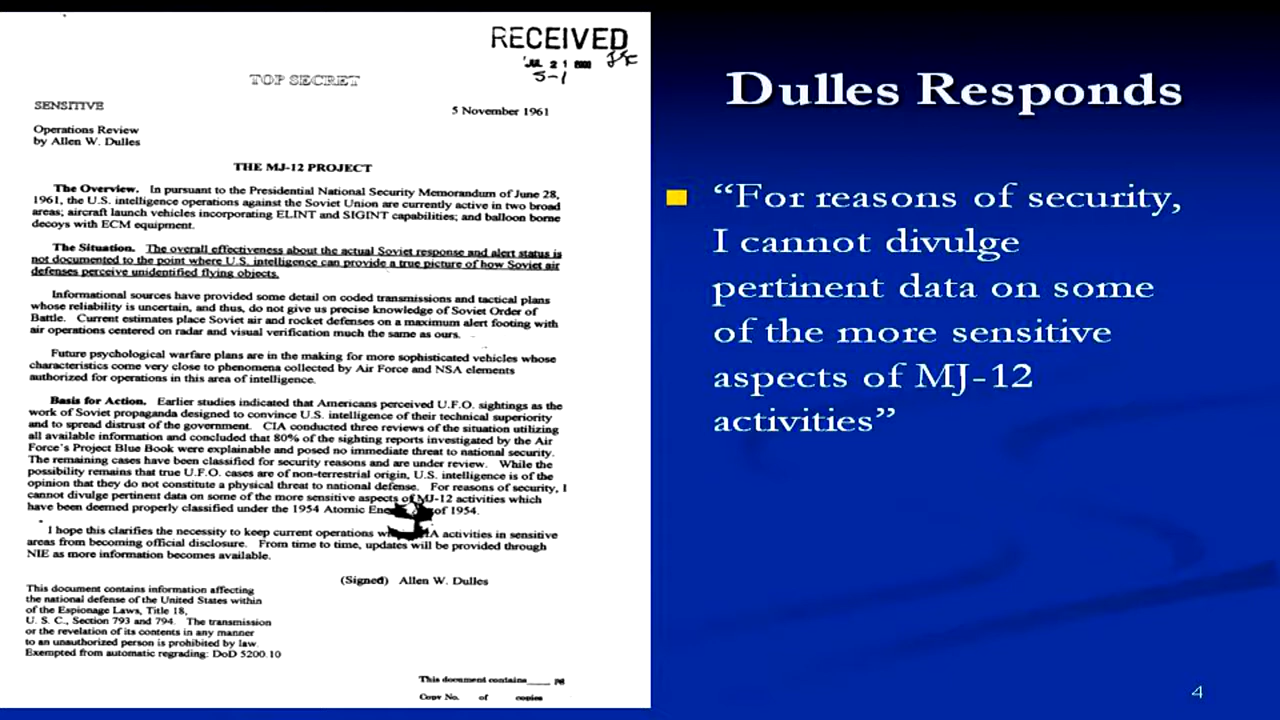 RECEIVED
JUL 21
S-1
TOP SECRET
SENSITIVE
5 November 1961
Operations Review
by Allen W. Dulles
THE MJ-12 PROJECT
The Overview. In pursuant to the Presidential National Security Memorandum of June 28,
1961, the U.S. intelligence operations against the Soviet Union are currently active in two broad
areas; aircraft launch vehicles incorporating ELINT and SIGINT capabilities; and balloon borne
decoys with ECM equipment.
The Situation. The overall effectiveness about the actual Soviet response and alert status is
not documented to the point where U.S. intelligence can provide a true picture of how Soviet air
defenses perceive unidentified flying objects.
Informational sources have provided some detail on coded transmissions and tactical plans
whose reliability is uncertain, and thus, do not give us precise knowledge of Soviet Order of
Battle. Current estimates place Soviet air and rocket defenses on a maximum alert footing with
air operations centered on radar and visual verification much the same as ours.
Future psychological warfare plans are in the making for more sophisticated vehicles whose
characteristics come very close to phenomena collected by Air Force and NSA elements
authorized for operations in this area of intelligence.
Basis for Action. Earlier studies indicated that Americans perceived U.F.O. sightings as the
work of Soviet propaganda designed to convince U.S. intelligence of their technical superiority
and to spread distrust of the government. CIA conducted three reviews of the situation utilizing
all available information and concluded that 80% of the sighting reports investigated by the Air
Force's Project Blue Book were explainable and posed no immediate threat to national security.
The remaining cases have been classified for security reasons and are under review. While the
possibility remains that true U.F.O. cases are of non-terrestrial origin, U.S. intelligence is of the
opinion that they do not constitute a physical threat to national defense. For reasons of security, I
cannot divulge pertinent data on some of the more sensitive aspects of MJ-12 activities which
have been deemed properly classified under the 1954 Atomic Ene of 1954.
I hope this clarifies the necessity to keep current operations activities in sensitive
areas from becoming official disclosure. From time to time, updates will be provided through
NIE as more information becomes available.
(Signed) Allen W. Dulles
This document contains information affecting
the national defense of the United States within
of the Espionage Laws, Title 18,
U. S. C., Section 793 and 794. The transmission
or the revelation of its contents in any manner
to an unauthorized person is prohibited by law.
Exempted from automatic regrading: DoD 5200.10
This document contains____
Copy No. of copies
Dulles Responds
"For reasons of security,
I cannot divulge
pertinent data on some
of the more sensitive
aspects of MJ-12
activities"
4